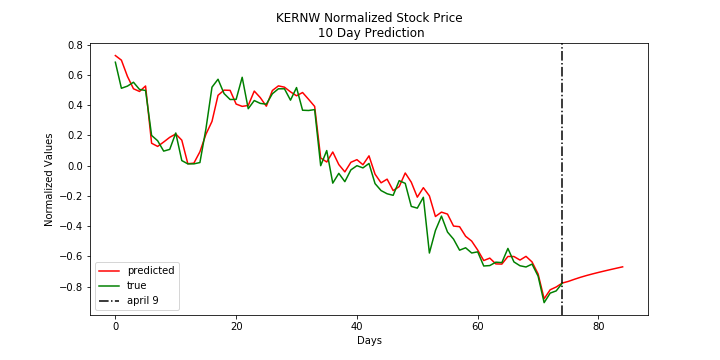 KERNW Normalized Stock Price
10 Day Prediction
Normalized Values
0.8
0.6
0.4
0.2
0.0
−0.2
−0.4
−0.6
−0.8
predicted
true
april 9
0
20
40
60
80
Days